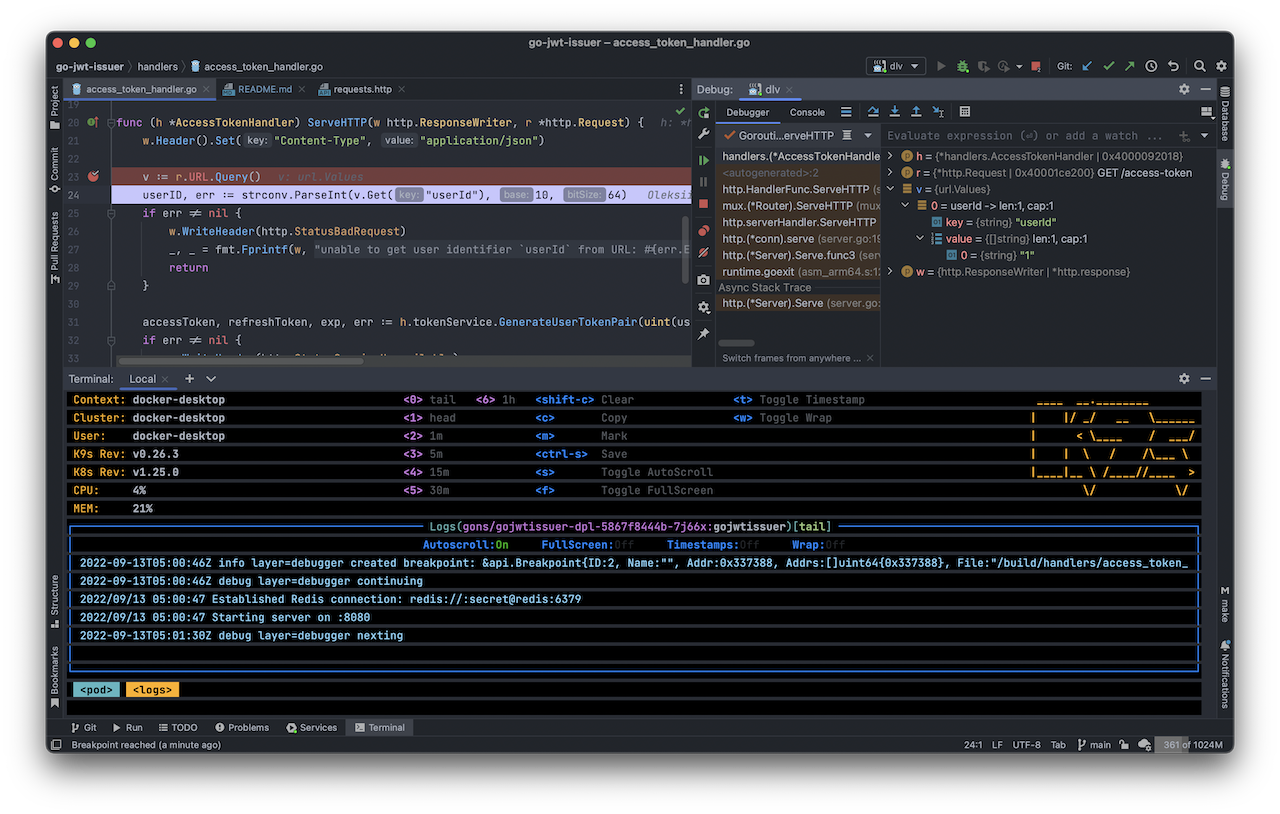 go-jwt-issuer – access_token_handler.go
go-jwt-issuer
handlers
access_token_handler.go
dlv
Git:
access_token_handler.go
README.md
requests.http
Debug:
dlv
Project
Commit
Pull Requests
Structure
Bookmarks
19
20 func (h *AccessTokenHandler) ServeHTTP(w http.ResponseWriter, r *http.Request) {
21 w.Header().Set( key: "Content-Type", value: "application/json")
22
23 v := r.URL.Query() v: url.Values
24 userID, err := strconv.ParseInt(v.Get( key: "userId"), base: 10, bitSize: 64) Oleksii
25 if err ≠ nil {
26 w.WriteHeader(http.StatusBadRequest)
27 _, _ = fmt.Fprintf(w, "unable to get user identifier `userId` from URL: #{err.E
28 return
29 }
30
31 accessToken, refreshToken, exp, err := h.tokenService.GenerateUserTokenPair(uint(us
32 if err ≠ nil {
33
Debugger
Console
Gorouti...erveHTTP
handlers.(*AccessTokenHandle
<autogenerated>:2
http.HandlerFunc.ServeHTTP (
mux.(*Router).ServeHTTP (mux
http.serverHandler.ServeHTTP
http.(*conn).serve (server.go:19
http.(*Server).Serve.func3 (
runtime.goexit (asm_arm64.s:12
Async Stack Trace
http.(*Server).Serve (server.go:
Switch frames from anywhere ...
Evaluate expression (⏎) or add a watch ...
h = {*handlers.AccessTokenHandler | 0x4000092018}
r = {*http.Request | 0x40001ce200} GET /access-token
v = {url.Values}
0 = userId -> len:1, cap:1
key = {string} "userId"
value = {[]string} len:1, cap:1
0 = {string} "1"
w = {http.ResponseWriter | *http.response}
Database
Debug
make
Notifications
Terminal:
Local
Context: docker-desktop <0> tail <6> 1h <shift-c> Clear <t> Toggle Timestamp
Cluster: docker-desktop <1> head <c> Copy <w> Toggle Wrap
User: docker-desktop <2> 1m <m> Mark
K9s Rev: v0.26.3 <3> 5m <ctrl-s> Save
K8s Rev: v1.25.0 <4> 15m <s> Toggle AutoScroll
CPU: 4% <5> 30m <f> Toggle FullScreen
MEM: 21%
Logs(gons/gojwtissuer-dpl-5867f8444b-7j66x:gojwtissuer)[tail]
Autoscroll:On FullScreen:Off Timestamps:Off Wrap:Off
2022-09-13T05:00:46Z info layer=debugger created breakpoint: &api.Breakpoint{ID:2, Name:"", Addr:0x337388, Addrs:[]uint64{0x337388}, File:"/build/handlers/access_token_
2022-09-13T05:00:46Z debug layer=debugger continuing
2022/09/13 05:00:47 Established Redis connection: redis://:secret@redis:6379
2022/09/13 05:00:47 Starting server on :8080
2022-09-13T05:01:30Z debug layer=debugger nexting
<pod> <logs>
Git
Run
TODO
Problems
Services
Terminal
Breakpoint reached (a minute ago)
24:1 LF UTF-8 Tab main 361 of 1024M